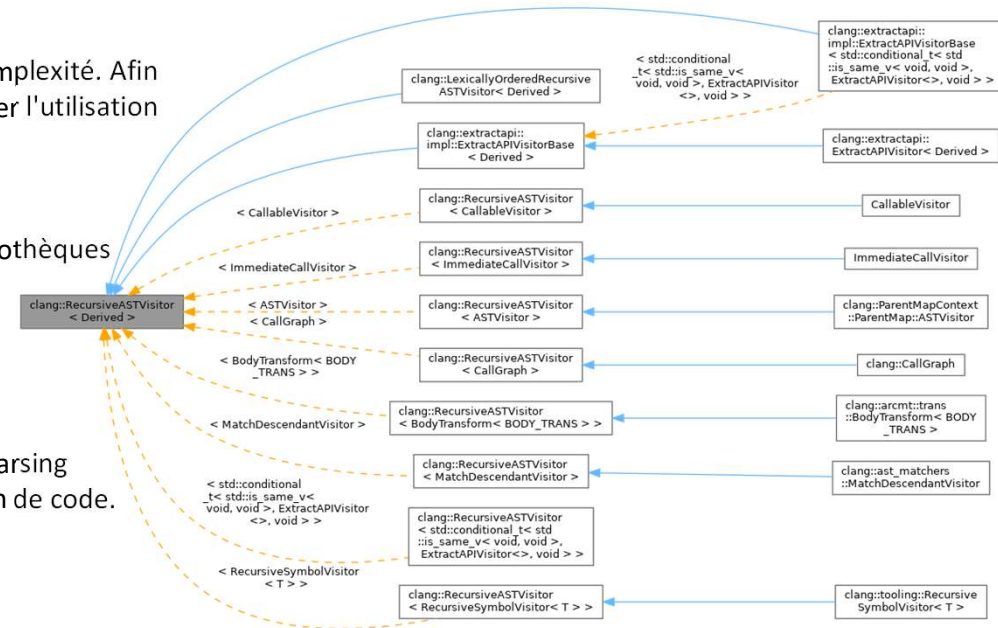 mplexité. Afin
er l'utilisation
othèques
arsing
n de code.
clang::RecursiveASTVisitor
< Derived >
clang::LexicallyOrderedRecursive
ASTVisitor< Derived >
clang::extractapi::
impl::ExtractAPIVisitorBase
< Derived >
< std::conditional
_t< std::is_same_v<
void, void >, ExtractAPIVisitor
<>, void > >
clang::extractapi::
impl::ExtractAPIVisitorBase
< std::conditional_t< std
::is_same_v< void, void >,
ExtractAPIVisitor<>, void > >
clang::extractapi::
ExtractAPIVisitor< Derived >
< CallableVisitor >
clang::RecursiveASTVisitor
< CallableVisitor >
CallableVisitor
< ImmediateCallVisitor >
clang::RecursiveASTVisitor
< ImmediateCallVisitor >
ImmediateCallVisitor
< ASTVisitor >
clang::RecursiveASTVisitor
< ASTVisitor >
clang::ParentMapContext
::ParentMap::ASTVisitor
< CallGraph >
clang::RecursiveASTVisitor
< CallGraph >
clang::CallGraph
< BodyTransform< BODY
_TRANS > >
clang::RecursiveASTVisitor
< BodyTransform< BODY_TRANS > >
clang::arcmt::trans
::BodyTransform< BODY
_TRANS >
< MatchDescendantVisitor >
clang::RecursiveASTVisitor
< MatchDescendantVisitor >
clang::ast_matchers
::MatchDescendantVisitor
< std::conditional
_t< std::is_same_v<
void, void >, ExtractAPIVisitor
<>, void > >
clang::RecursiveASTVisitor
< std::conditional_t< std
::is_same_v< void, void >,
ExtractAPIVisitor<>, void > >
< RecursiveSymbolVisitor
< T > >
clang::RecursiveASTVisitor
< RecursiveSymbolVisitor< T > >
clang::tooling::Recursive
SymbolVisitor< T >